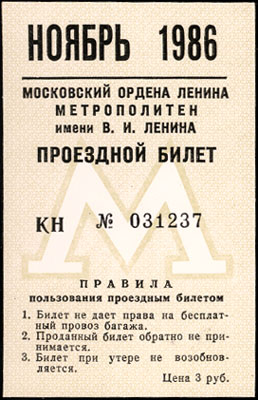 НОЯБРЬ 1986
МОСКОВСКИЙ ОРДЕНА ЛЕНИНА
МЕТРОПОЛИТЕН
имени В. И. ЛЕНИНА
ПРОЕЗДНОЙ БИЛЕТ
М
КН № 031237
ПРАВИЛА
пользования проездным билетом
1. Билет не дает права на бесплат-
ный провоз багажа.
2. Проданный билет обратно не при-
нимается.
3. Билет при утере не возобнов-
ляется.
Цена 3 руб.